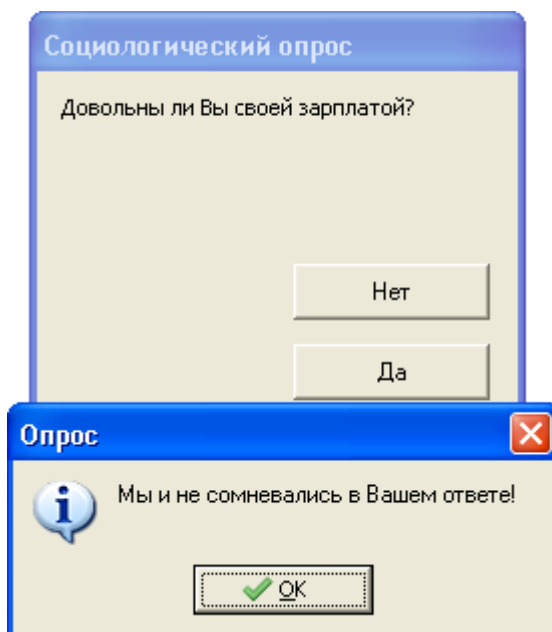 Социологический опрос
Довольны ли Вы своей зарплатой?
Нет
Да
Опрос
Мы и не сомневались в Вашем ответе!
OK